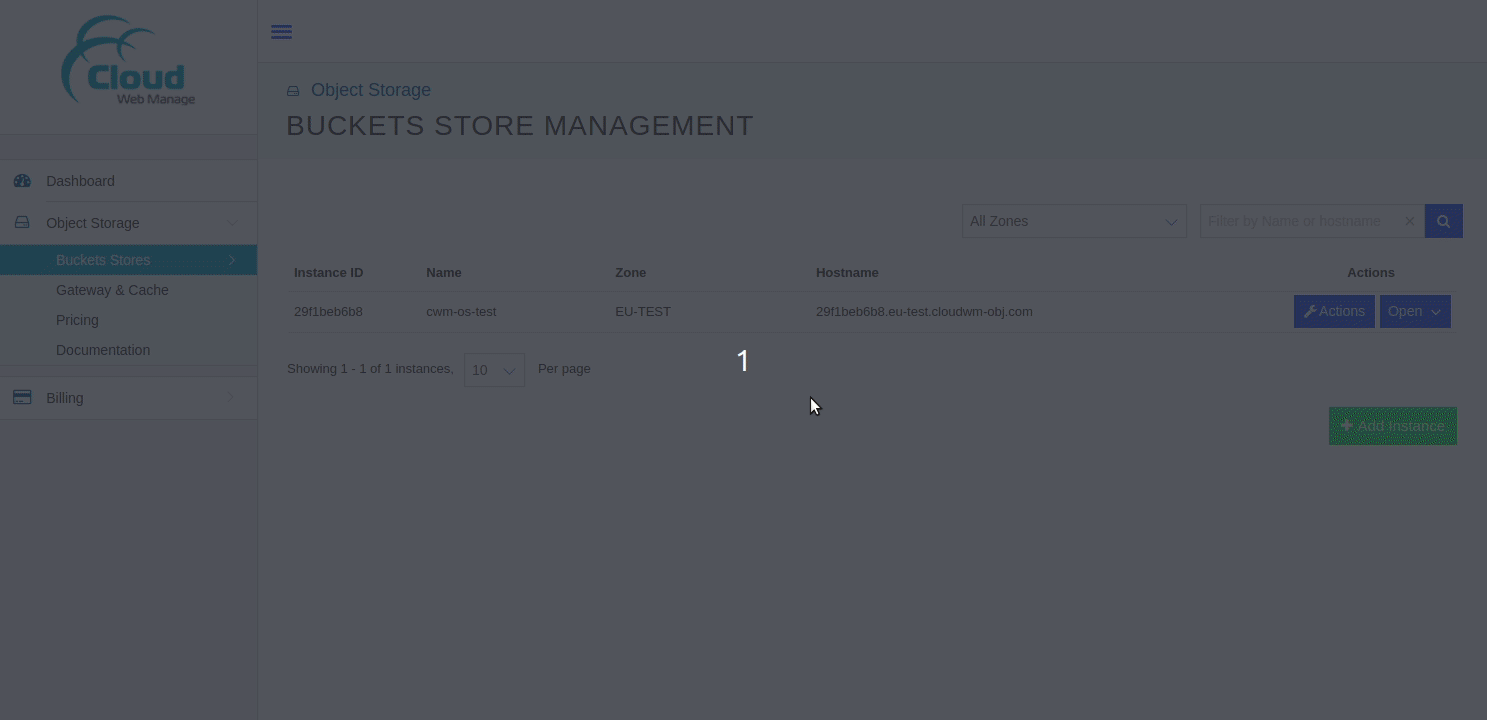 Cloud
Web Manage
Object Storage
BUCKETS STORE MANAGEMENT
Dashboard
Object Storage
Buckets Stores
Gateway & Cache
Pricing
Documentation
Billing
All Zones
Filter by Name or hostname
Instance ID Name Zone Hostname Actions
29f1beb6b8 cwm-os-test EU-TEST 29f1beb6b8.eu-test.cloudwm-obj.com Actions Open
Showing 1 - 1 of 1 instances, 10 Per page
1
Add Instance